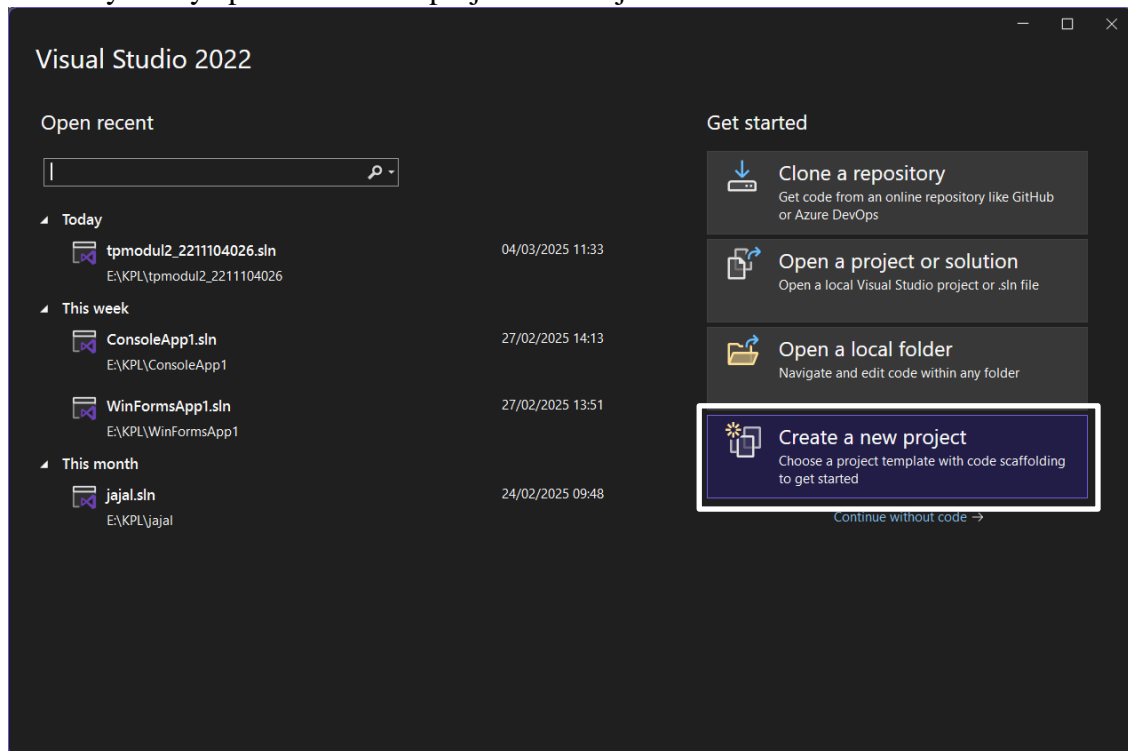 Visual Studio 2022
Open recent
Today
tpmodul2_2211104026.sln 04/03/2025 11:33
E:\KPL\tpmodul2_2211104026
This week
ConsoleApp1.sln 27/02/2025 14:13
E:\KPL\ConsoleApp1
WinFormsApp1.sln 27/02/2025 13:51
E:\KPL\WinFormsApp1
This month
jajal.sln 24/02/2025 09:48
E:\KPL\jajal
Get started
Clone a repository
Get code from an online repository like GitHub
or Azure DevOps
Open a project or solution
Open a local Visual Studio project or .sln file
Open a local folder
Navigate and edit code within any folder
Create a new project
Choose a project template with code scaffolding
to get started
Continue without code →